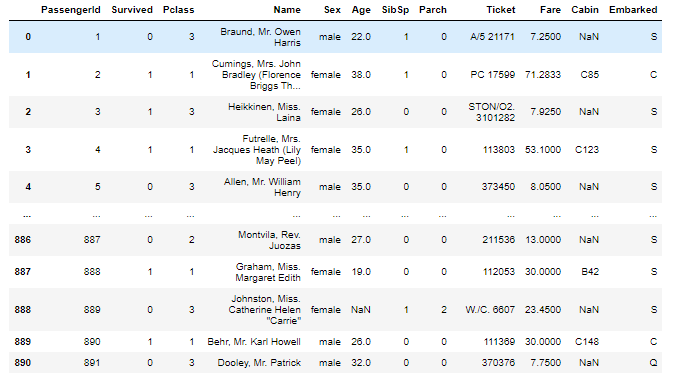 PassengerId Survived Pclass Name Sex Age SibSp Parch Ticket Fare Cabin Embarked
0 1 0 3 Braund, Mr. Owen Harris male 22.0 1 0 A/5 21171 7.2500 NaN S
1 2 1 1 Cumings, Mrs. John Bradley (Florence Briggs Th... female 38.0 1 0 PC 17599 71.2833 C85 C
2 3 1 3 Heikkinen, Miss. Laina female 26.0 0 0 STON/O2. 3101282 7.9250 NaN S
3 4 1 1 Futrelle, Mrs. Jacques Heath (Lily May Peel) female 35.0 1 0 113803 53.1000 C123 S
4 5 0 3 Allen, Mr. William Henry male 35.0 0 0 373450 8.0500 NaN S
... ... ... ... ... ... ... ... ... ... ... ... ...
886 887 0 2 Montvila, Rev. Juozas male 27.0 0 0 211536 13.0000 NaN S
887 888 1 1 Graham, Miss. Margaret Edith female 19.0 0 0 112053 30.0000 B42 S
888 889 0 3 Johnston, Miss. Catherine Helen "Carrie" female NaN 1 2 W./C. 6607 23.4500 NaN S
889 890 1 1 Behr, Mr. Karl Howell male 26.0 0 0 111369 30.0000 C148 C
890 891 0 3 Dooley, Mr. Patrick male 32.0 0 0 370376 7.7500 NaN Q